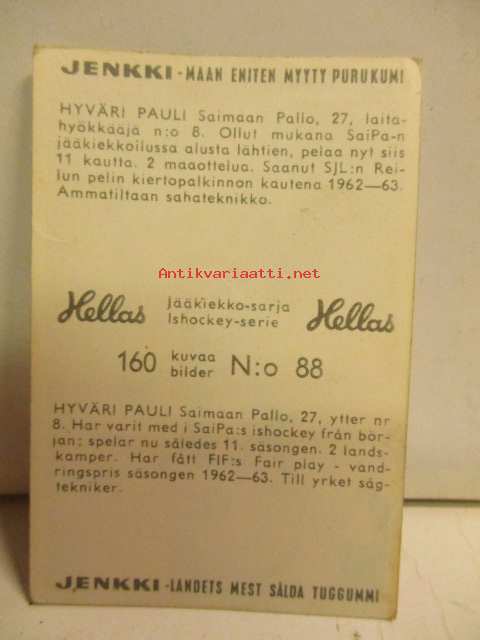 JENKKI - MAAN ENITEN MYYTY PURUKUMI
HYVÄRI PAULI Saimaan Pallo, 27, laita-
hyökkääjä n:o 8. Ollut mukana SaiPa-n
jääkiekkoilussa alusta lähtien, pelaa nyt siis
11 kautta. 2 maaottelua. Saanut SJL:n Rei-
lun pelin kiertopalkinnon kautena 1962—63.
Ammatiltaan sahateknikko.
Antikvariaatti.net
Hellas Jääkiekko-sarja Hellas
Ishockey-serie
160 kuvaa N:o 88
bilder
HYVÄRI PAULI Saimaan Pallo, 27, ytter nr
8. Har varit med i SaiPa:s ishockey från bör-
jan; spelar nu således 11. säsongen. 2 lands-
kamper. Har fått FIF:s Fair play - vand-
ringspris säsongen 1962—63. Till yrket såg-
tekniker.
JENKKI - LANDETS MEST SÅLDA TUGGUMMI